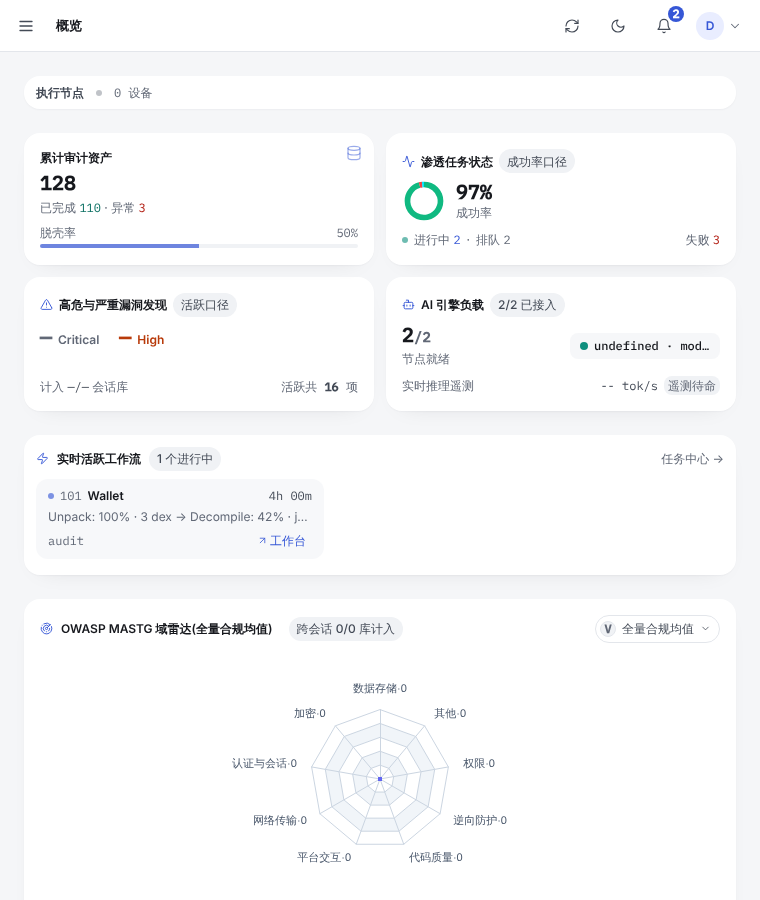 概览
2
D
执行节点 0 设备
累计审计资产
128
已完成 110 · 异常 3
脱壳率 50%
渗透任务状态 成功率口径
97%
成功率
进行中 2 · 排队 2 失败 3
高危与严重漏洞发现 活跃口径
Critical High
计入 —/— 会话库 活跃共 16 项
AI 引擎负载 2/2 已接入
2/2
节点就绪
undefined · mod…
实时推理遥测 -- tok/s 遥测待命
实时活跃工作流 1 个进行中 任务中心 →
101 Wallet 4h 00m
Unpack: 100% · 3 dex → Decompile: 42% · j…
audit 工作台
OWASP MASTG 域雷达(全量合规均值) 跨会话 0/0 库计入 V 全量合规均值
数据存储·0
加密·0 其他·0
认证与会话·0 权限·0
网络传输·0 逆向防护·0
平台交互·0 代码质量·0